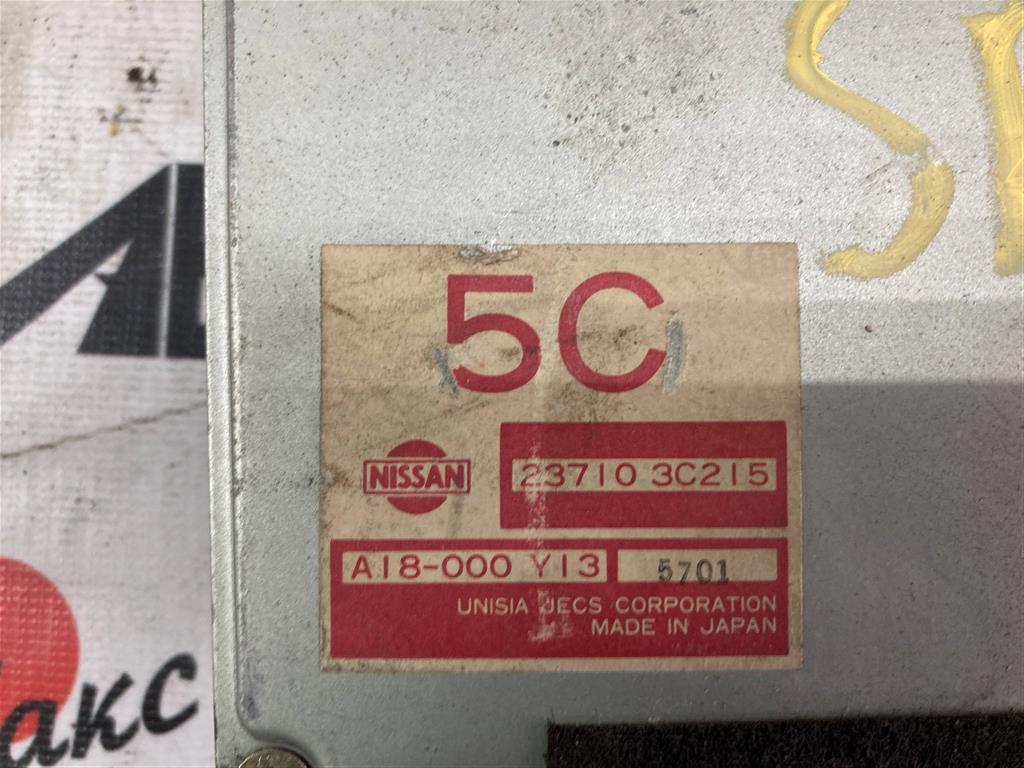 5C
NISSAN
23710 3C215
A18-000 Y13
5701
UNISIA JECS CORPORATION
MADE IN JAPAN
акс